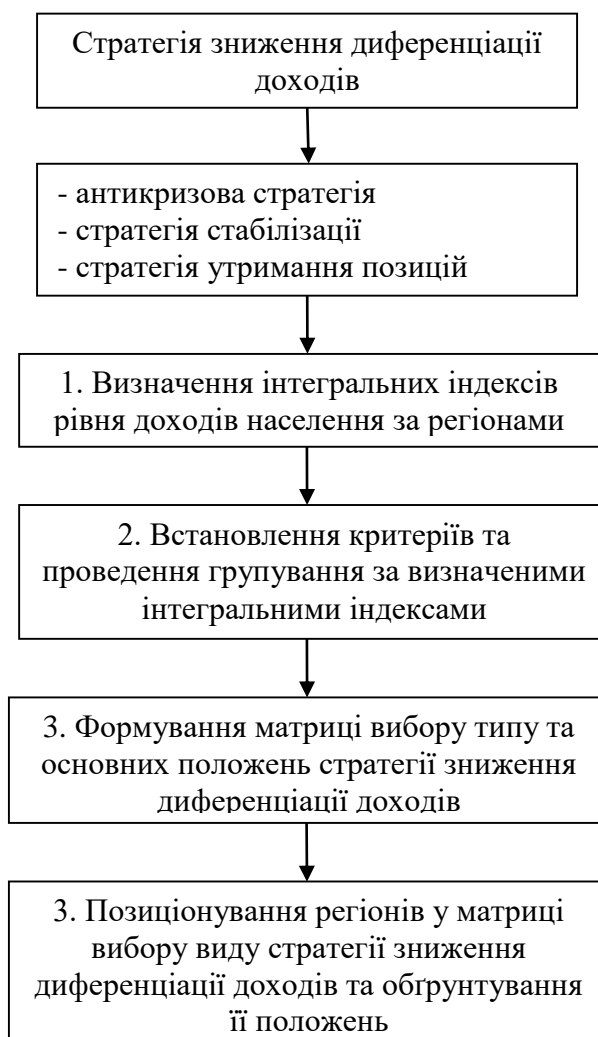 Стратегія зниження диференціації
доходів
- антикризова стратегія
- стратегія стабілізації
- стратегія утримання позицій
1. Визначення інтегральних індексів
рівня доходів населення за регіонами
2. Встановлення критеріїв та
проведення групування за визначеними
інтегральними індексами
3. Формування матриці вибору типу та
основних положень стратегії зниження
диференціації доходів
3. Позиціонування регіонів у матриці
вибору виду стратегії зниження
диференціації доходів та обґрунтування
її положень